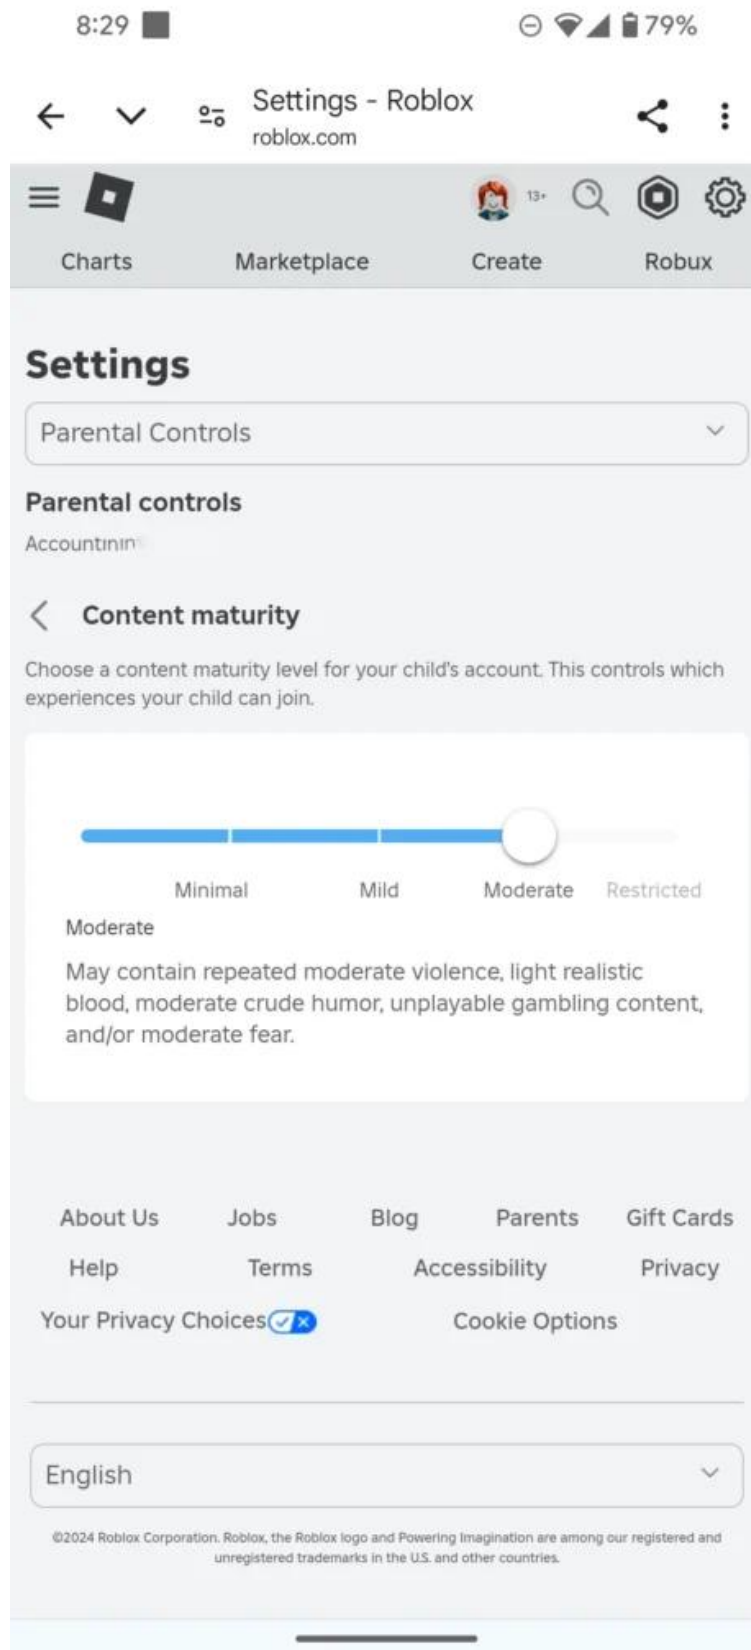 8:29
79%
Settings - Roblox
roblox.com
13+
Charts Marketplace Create Robux
Settings
Parental Controls
Parental controls
Content maturity
Choose a content maturity level for your child's account. This controls which
experiences your child can join.
Minimal Mild Moderate Restricted
Moderate
May contain repeated moderate violence, light realistic
blood, moderate crude humor, unplayable gambling content,
and/or moderate fear.
About Us Jobs Blog Parents Gift Cards
Help Terms Accessibility Privacy
Your Privacy Choices Cookie Options
English
©2024 Roblox Corporation. Roblox, the Roblox logo and Powering Imagination are among our registered and
unregistered trademarks in the U.S. and other countries.